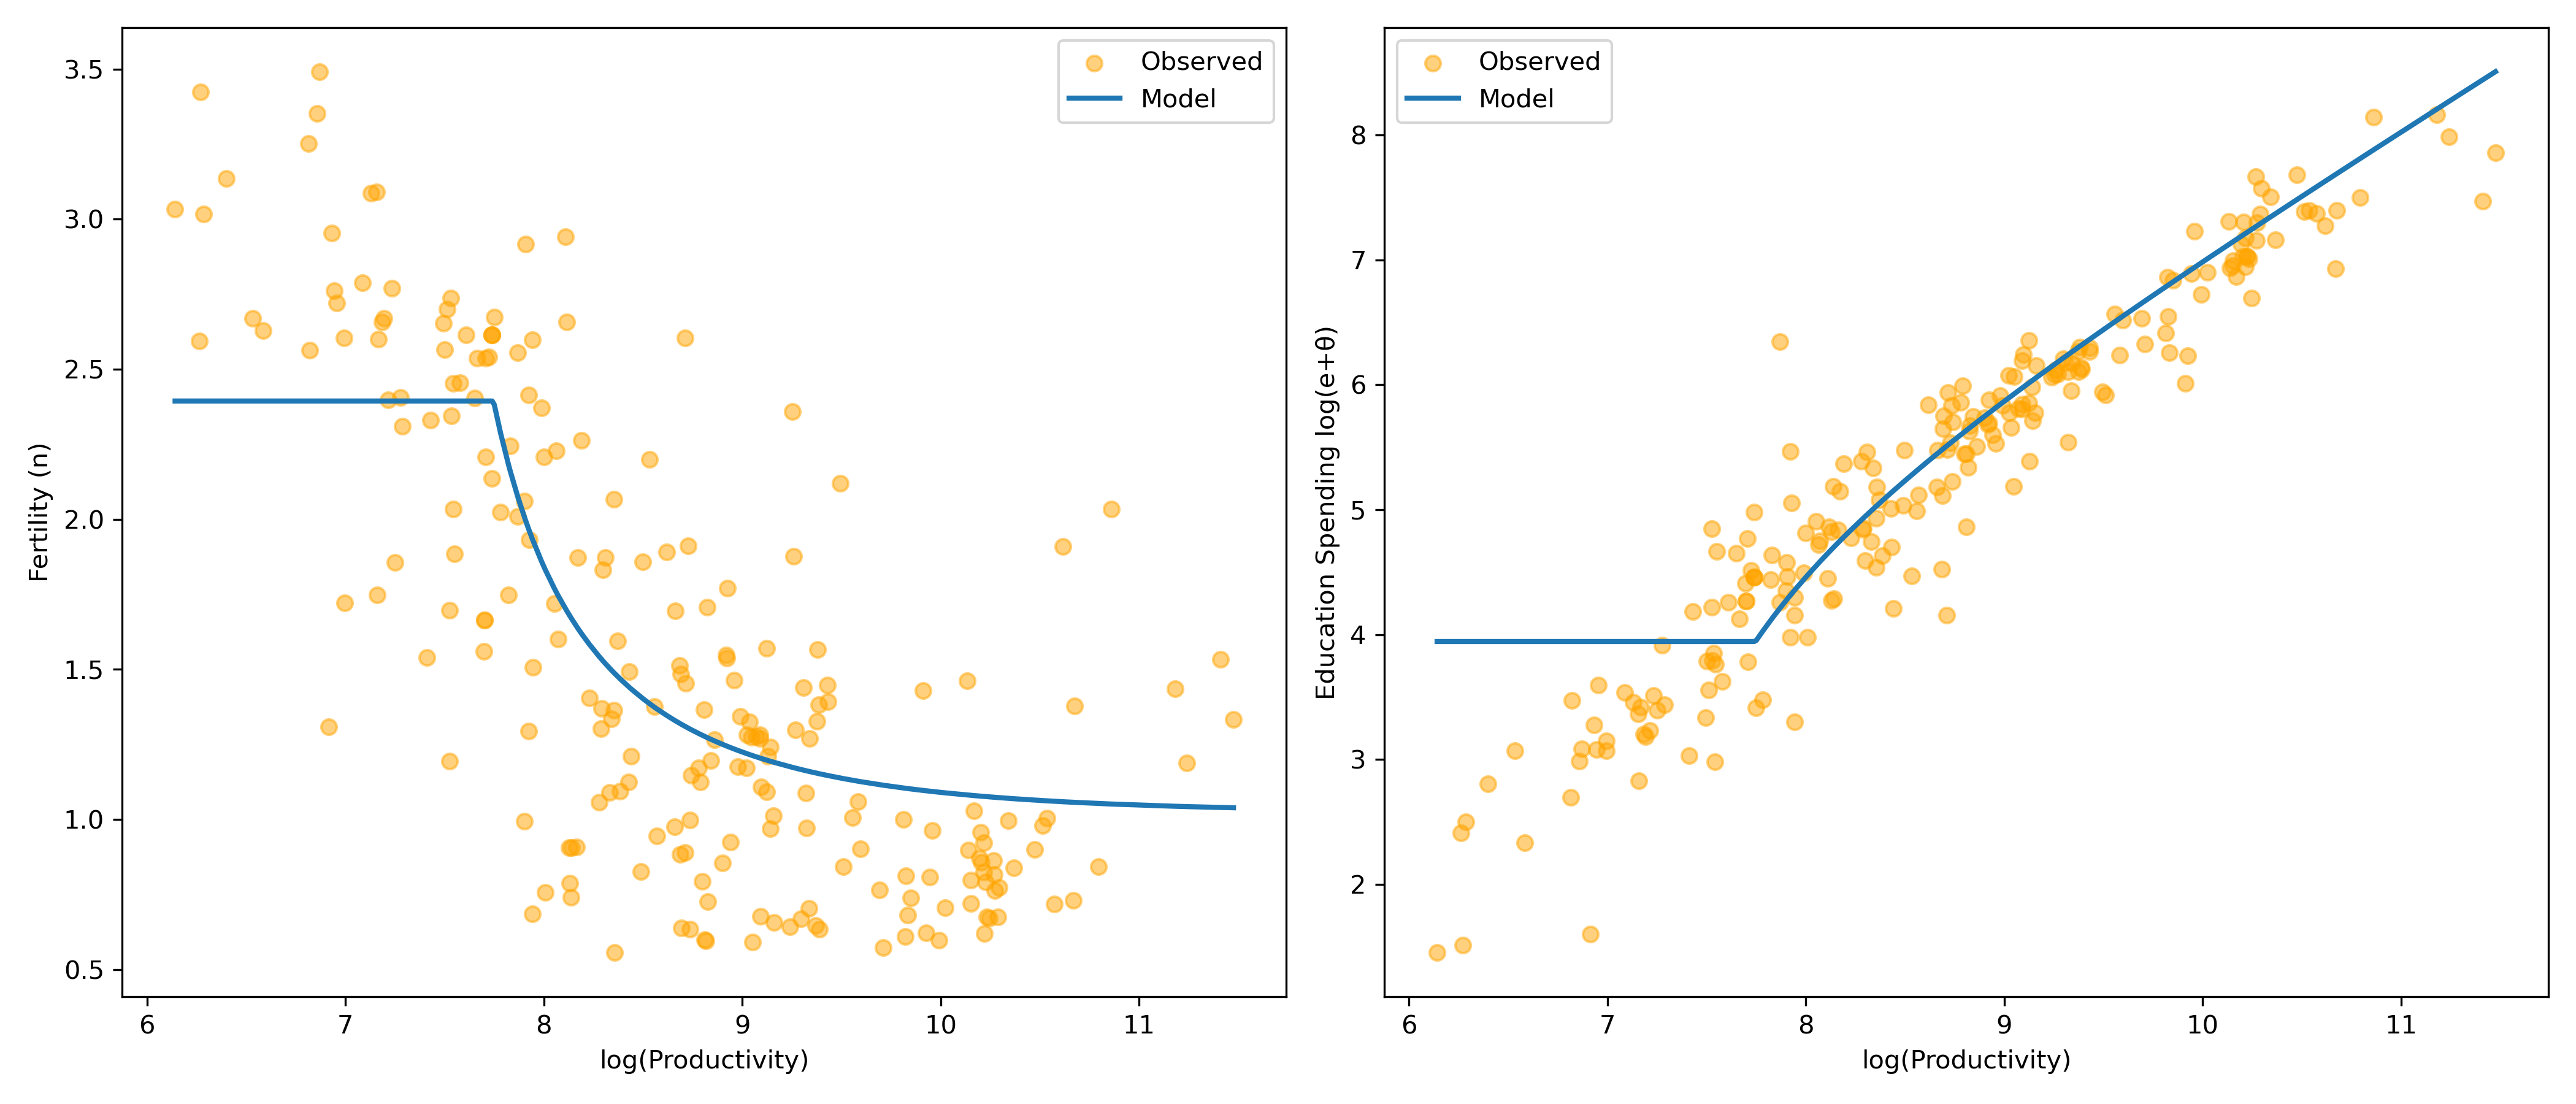 Fertility (n)
3.5
3.0
2.5
2.0
1.5
1.0
0.5
Observed
Model
6 7 8 9 10 11
log(Productivity)
Education Spending log(e+θ)
8
7
6
5
4
3
2
Observed
Model
6 7 8 9 10 11
log(Productivity)